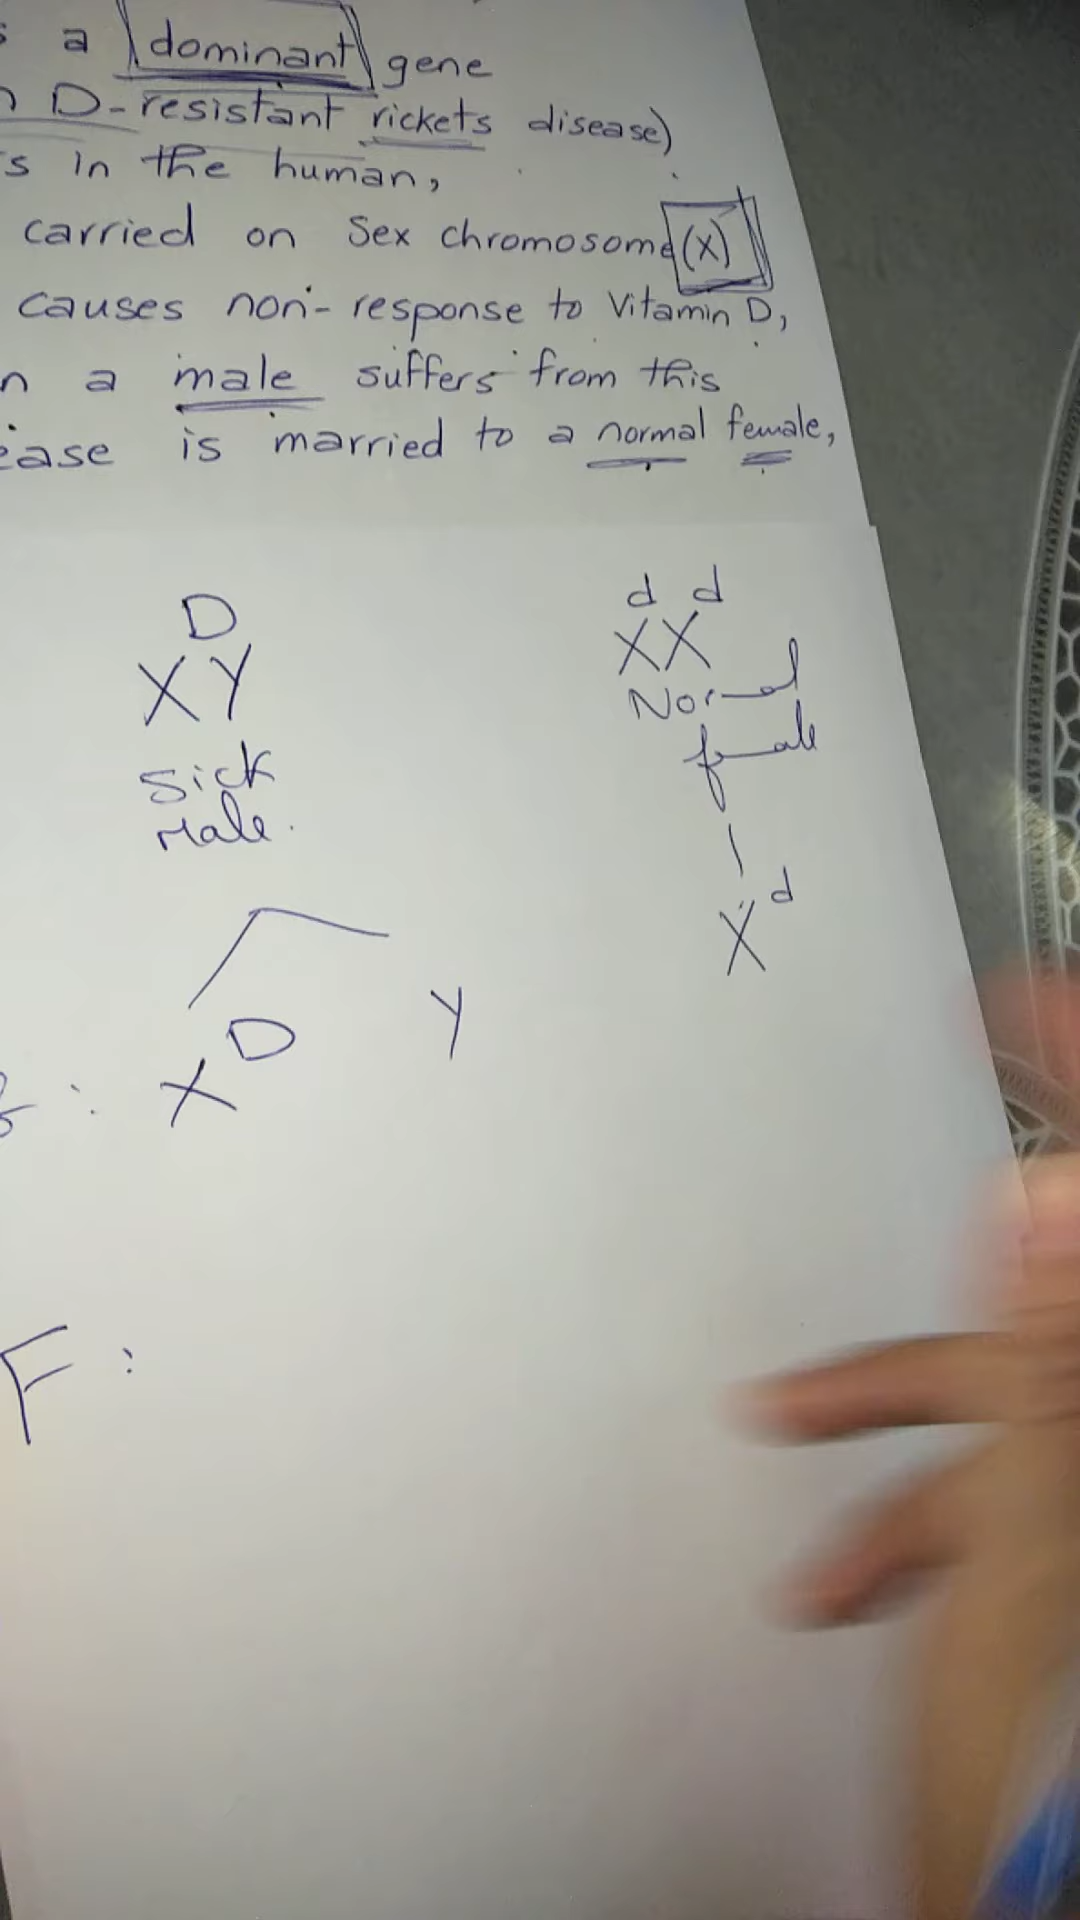 s a dominant gene
D-resistant rickets disease)
s in the human,
carried on Sex chromosome (X)
causes non-response to Vitamin D,
n a male suffers from this
ease is married to a normal female,
D
XY
Sick
Male.
d d
XX
Normal
female
X d
X D
Y
:
F :